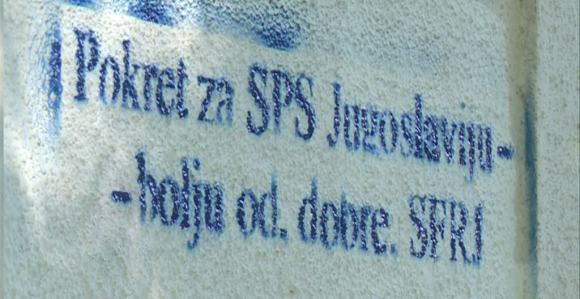 Pokret za SPS Jugoslaviju-
-bolju od. dobre. SFRJ